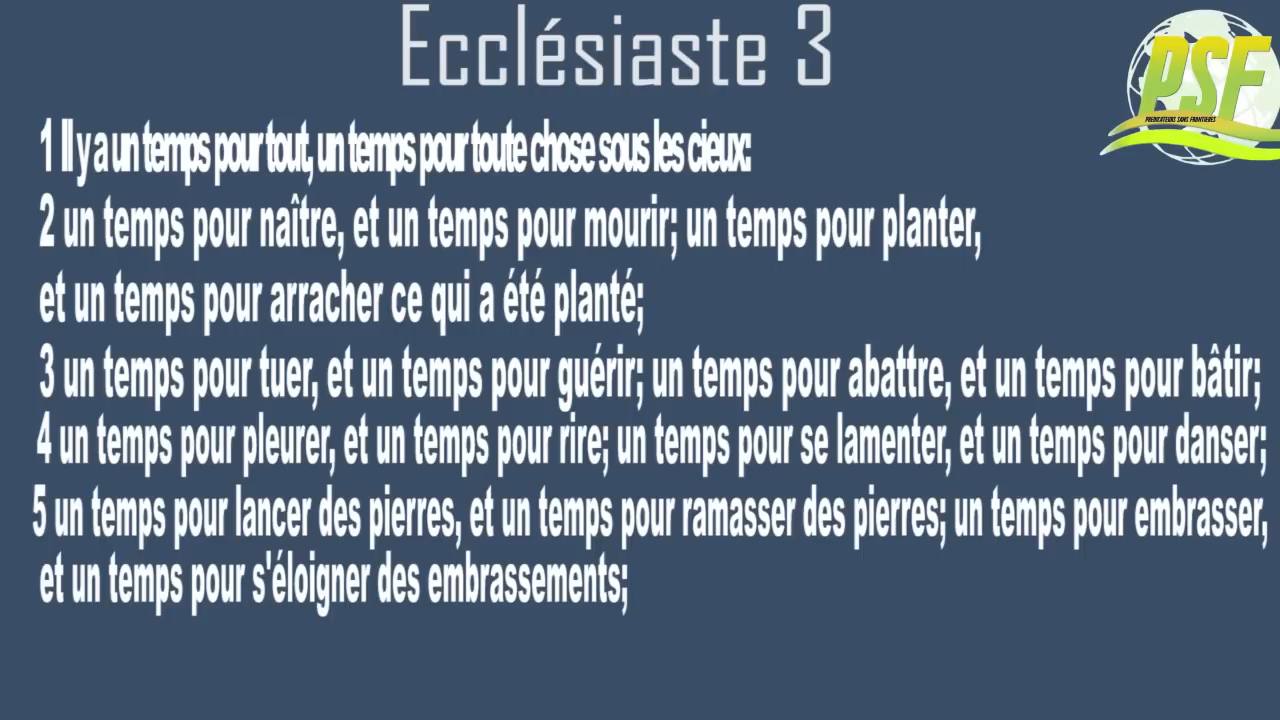 Ecclésiaste 3
PSF
PREDICATEURS SANS FRONTIERES
1 Il y a un temps pour tout, un temps pour toute chose sous les cieux:
2 un temps pour naître, et un temps pour mourir; un temps pour planter,
et un temps pour arracher ce qui a été planté;
3 un temps pour tuer, et un temps pour guérir; un temps pour abattre, et un temps pour bâtir;
4 un temps pour pleurer, et un temps pour rire; un temps pour se lamenter, et un temps pour danser;
5 un temps pour lancer des pierres, et un temps pour ramasser des pierres; un temps pour embrasser,
et un temps pour s'éloigner des embrassements;